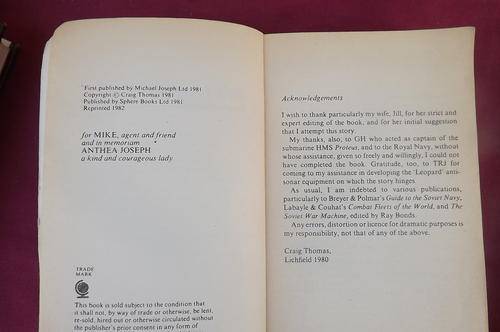 First published by Michael Joseph Ltd 1981
Copyright © Craig Thomas 1981
Published by Sphere Books Ltd 1981
Reprinted 1982
for MIKE, agent and friend
and in memoriam
ANTHEA JOSEPH
a kind and courageous lady
TRADE
MARK
This book is sold subject to the condition that
it shall not, by way of trade or otherwise, be lent,
re-sold, hired out or otherwise circulated without
the publisher's prior consent in any form of
Acknowledgements
I wish to thank particularly my wife, Jill, for her strict and
expert editing of the book, and for her initial suggestion
that I attempt this story.
My thanks, also, to GH who acted as captain of the
submarine HMS Proteus, and to the Royal Navy, without
whose assistance, given so freely and willingly, I could not
have completed the book. Gratitude, too, to TRJ for
coming to my assistance in developing the 'Leopard' anti-
sonar equipment on which the story hinges.
As usual, I am indebted to various publications,
particularly to Breyer & Polmar's Guide to the Soviet Navy,
Labayle & Couhat's Combat Fleets of the World, and The
Soviet War Machine, edited by Ray Bonds.
Any errors, distortion or licence for dramatic purposes is
my responsibility, not that of any of the above.
Craig Thomas,
Lichfield 1980